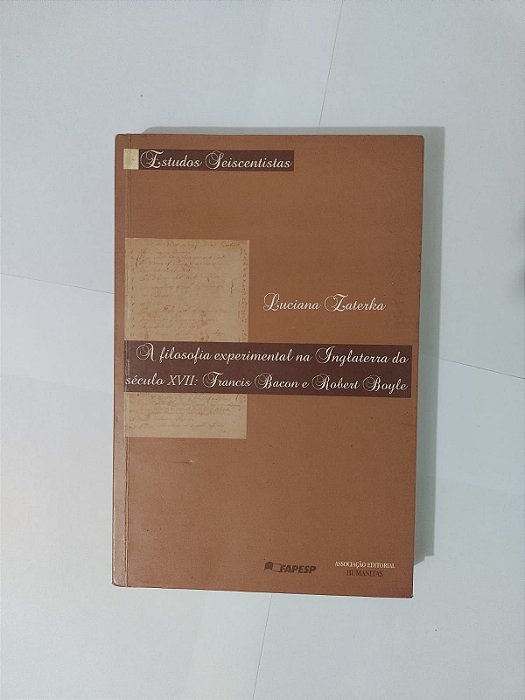 Estudos Seiscentistas
Luciana Zaterka
A filosofia experimental na Inglaterra do
século XVII: Francis Bacon e Robert Boyle
FAPESP
ASSOCIAÇÃO EDITORIAL
HUMANITAS